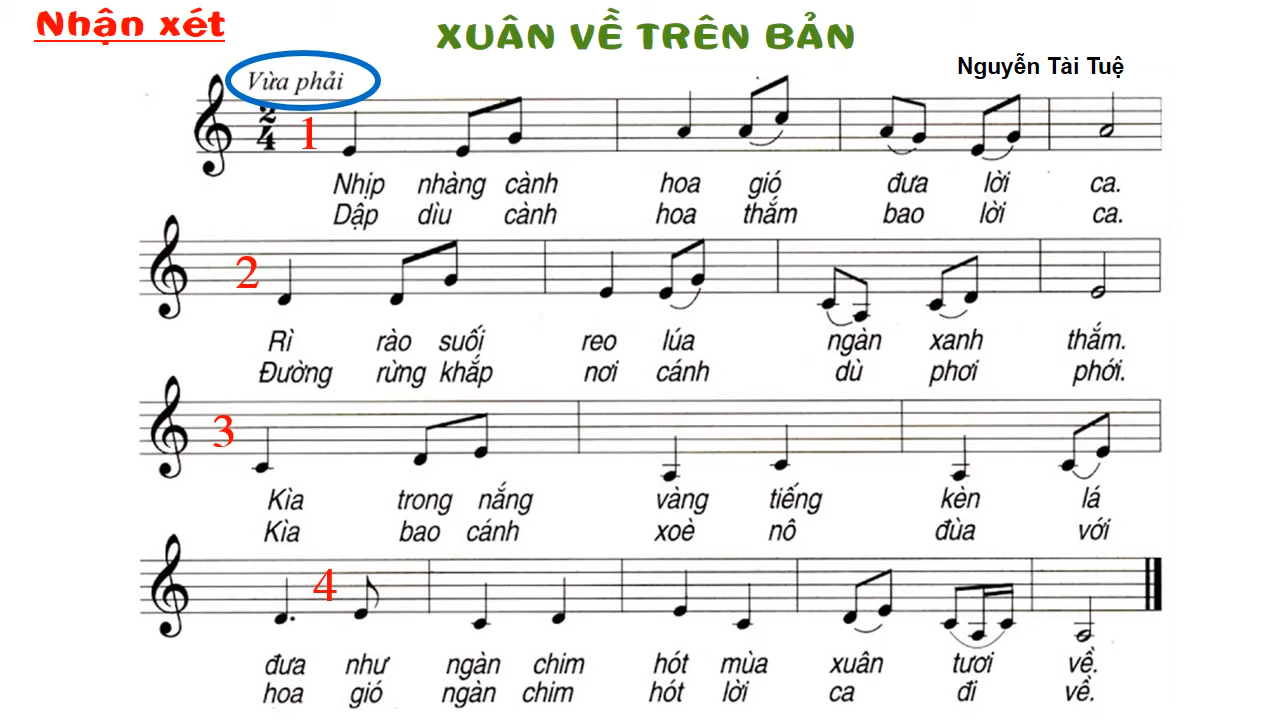 Nhận xét
XUÂN VỀ TRÊN BẢN
Nguyễn Tài Tuệ
Vừa phải
2
4
1
Nhịp nhàng cành hoa gió đưa lời ca.
Dập dìu cành hoa thắm bao lời ca.
2
Rì rào suối reo lúa ngàn xanh thắm.
Đường rừng khắp nơi cánh dù phơi phới.
3
Kìa trong nắng vàng tiếng kèn lá
Kìa bao cánh xoè nô đùa với
4
đưa như ngàn chim hót mùa xuân tươi về.
hoa gió ngàn chim hót lời ca đi về.